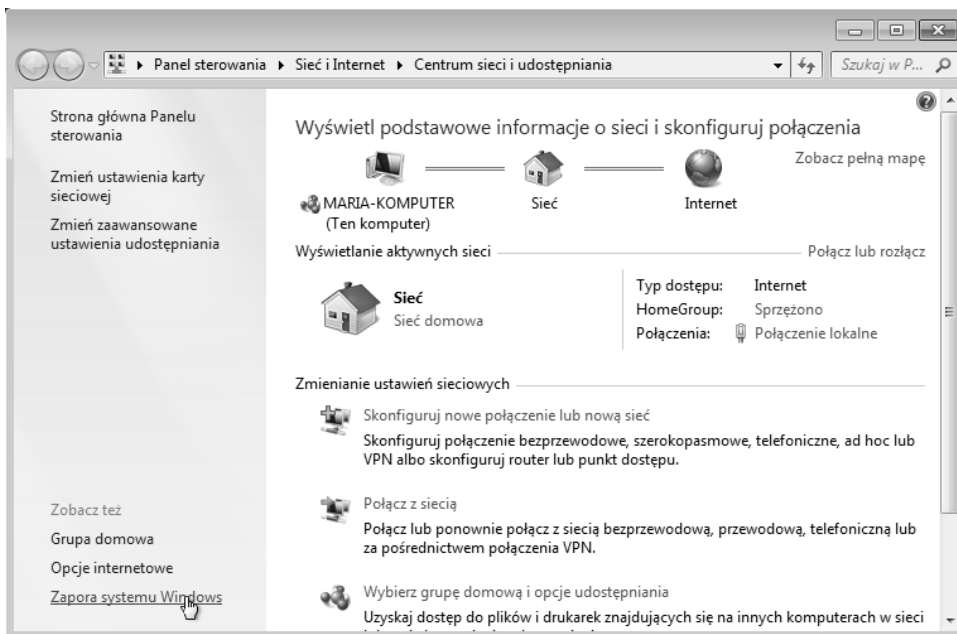 Panel sterowania ▸ Sieć i Internet ▸ Centrum sieci i udostępniania
Szukaj w P...
Strona główna Panelu
sterowania
Zmień ustawienia karty
sieciowej
Zmień zaawansowane
ustawienia udostępniania
Zobacz też
Grupa domowa
Opcje internetowe
Zapora systemu Windows
Wyświetl podstawowe informacje o sieci i skonfiguruj połączenia
Zobacz pełną mapę
MARIA-KOMPUTER
(Ten komputer)
Sieć
Internet
Wyświetlanie aktywnych sieci
Połącz lub rozłącz
Sieć
Sieć domowa
Typ dostępu: Internet
HomeGroup: Sprzężono
Połączenia: Połączenie lokalne
Zmienianie ustawień sieciowych
Skonfiguruj nowe połączenie lub nową sieć
Skonfiguruj połączenie bezprzewodowe, szerokopasmowe, telefoniczne, ad hoc lub
VPN albo skonfiguruj router lub punkt dostępu.
Połącz z siecią
Połącz lub ponownie połącz z siecią bezprzewodową, przewodową, telefoniczną lub
za pośrednictwem połączenia VPN.
Wybierz grupę domową i opcje udostępniania
Uzyskaj dostęp do plików i drukarek znajdujących się na innych komputerach w sieci